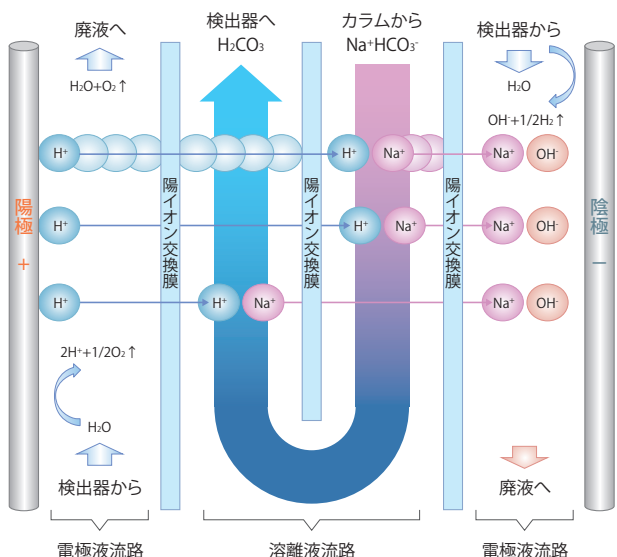 廃液へ
H₂O+O₂↑
検出器へ
H₂CO₃
カラムから
Na⁺HCO₃⁻
検出器から
H₂O
OH⁻+1/2H₂↑
H⁺
H⁺
Na⁺
Na⁺
OH⁻
陽極 +
陽イオン交換膜
陽イオン交換膜
陽イオン交換膜
陰極 −
H⁺
H⁺
Na⁺
Na⁺
OH⁻
H⁺
H⁺
Na⁺
Na⁺
OH⁻
2H⁺+1/2O₂↑
H₂O
検出器から
廃液へ
電極液流路
溶離液流路
電極液流路